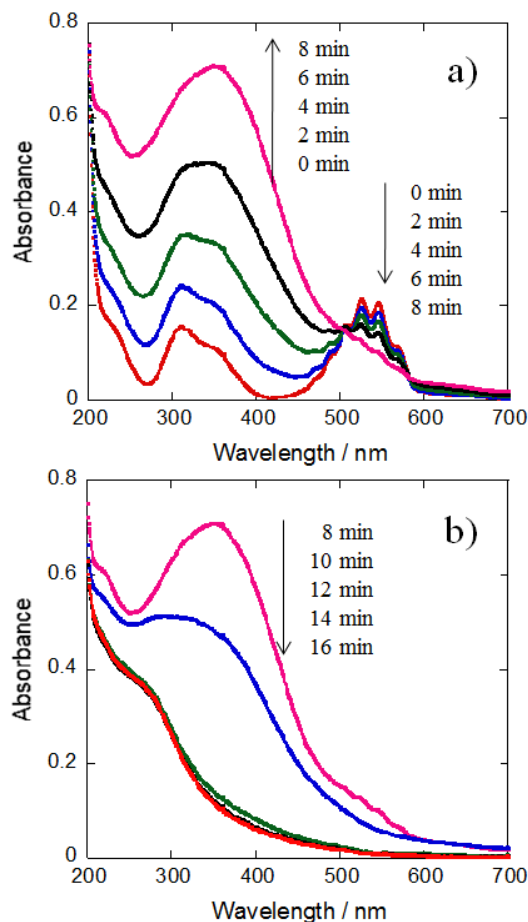 0.8
0.6
0.4
0.2
0
Absorbance
8 min
6 min
4 min
2 min
0 min
a)
0 min
2 min
4 min
6 min
8 min
200 300 400 500 600 700
Wavelength / nm
0.8
0.6
0.4
0.2
0
Absorbance
8 min
10 min
12 min
14 min
16 min
b)
200 300 400 500 600 700
Wavelength / nm